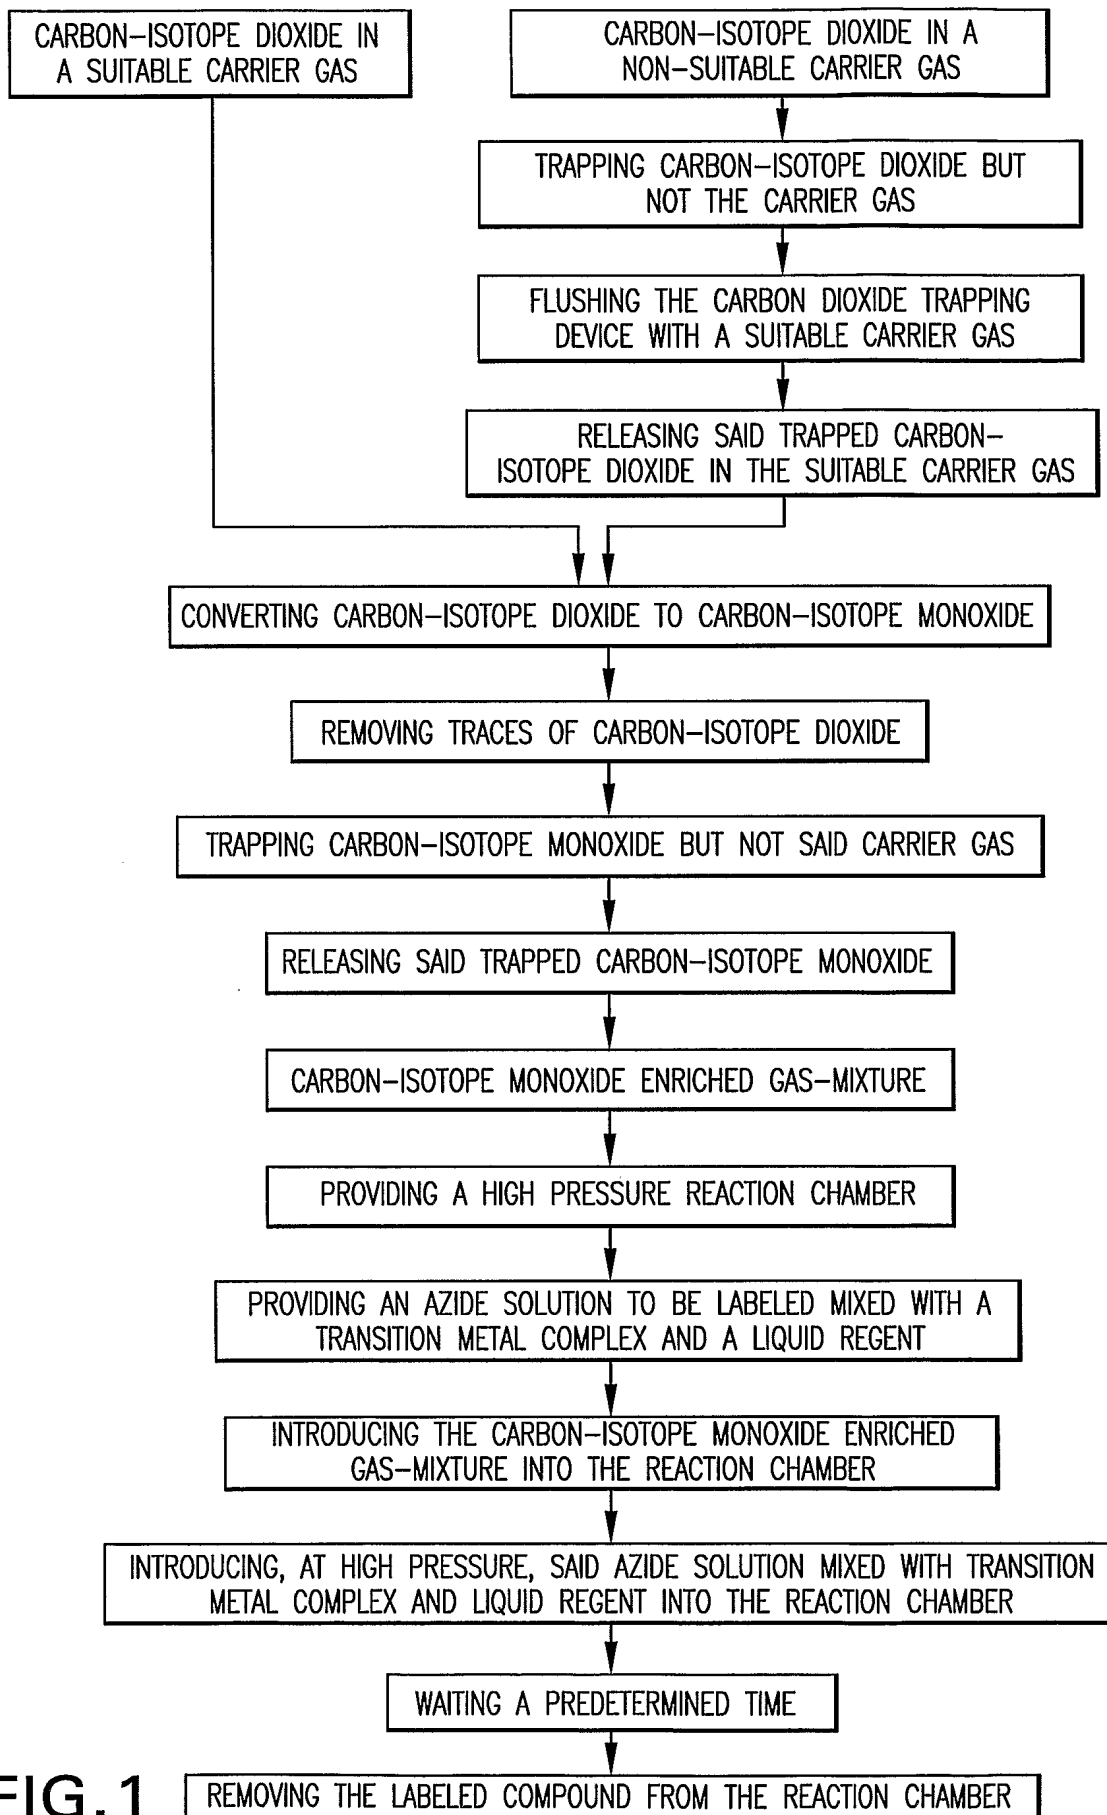 CARBON-ISOTOPE DIOXIDE IN
A SUITABLE CARRIER GAS
CARBON-ISOTOPE DIOXIDE IN A
NON-SUITABLE CARRIER GAS
TRAPPING CARBON-ISOTOPE DIOXIDE BUT
NOT THE CARRIER GAS
FLUSHING THE CARBON DIOXIDE TRAPPING
DEVICE WITH A SUITABLE CARRIER GAS
RELEASING SAID TRAPPED CARBON-
ISOTOPE DIOXIDE IN THE SUITABLE CARRIER GAS
CONVERTING CARBON-ISOTOPE DIOXIDE TO CARBON-ISOTOPE MONOXIDE
REMOVING TRACES OF CARBON-ISOTOPE DIOXIDE
TRAPPING CARBON-ISOTOPE MONOXIDE BUT NOT SAID CARRIER GAS
RELEASING SAID TRAPPED CARBON-ISOTOPE MONOXIDE
CARBON-ISOTOPE MONOXIDE ENRICHED GAS-MIXTURE
PROVIDING A HIGH PRESSURE REACTION CHAMBER
PROVIDING AN AZIDE SOLUTION TO BE LABELED MIXED WITH A
TRANSITION METAL COMPLEX AND A LIQUID REGENT
INTRODUCING THE CARBON-ISOTOPE MONOXIDE ENRICHED
GAS-MIXTURE INTO THE REACTION CHAMBER
INTRODUCING, AT HIGH PRESSURE, SAID AZIDE SOLUTION MIXED WITH TRANSITION
METAL COMPLEX AND LIQUID REGENT INTO THE REACTION CHAMBER
WAITING A PREDETERMINED TIME
REMOVING THE LABELED COMPOUND FROM THE REACTION CHAMBER
FIG.1